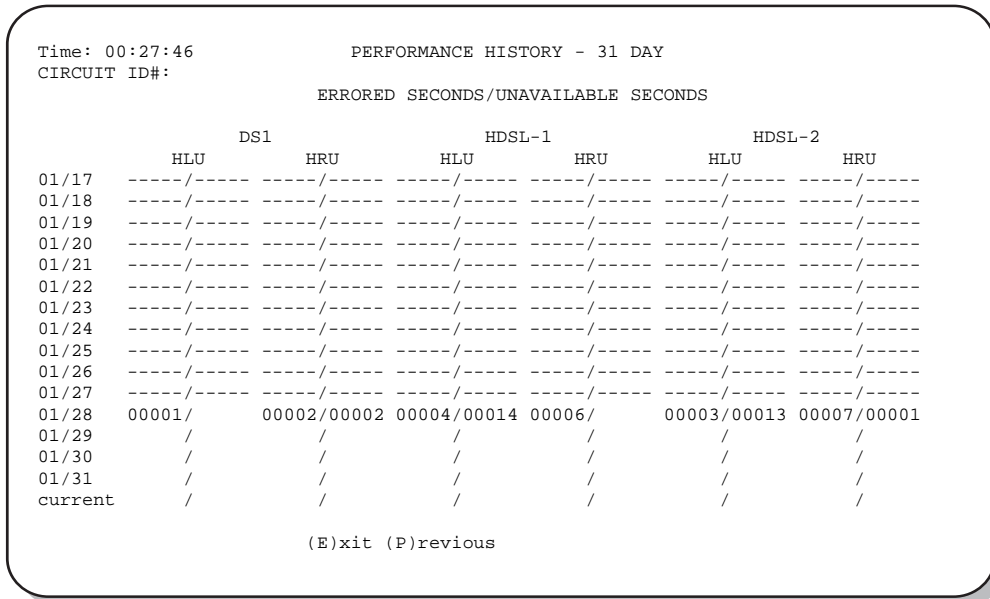 Time: 00:27:46                  PERFORMANCE HISTORY - 31 DAY
CIRCUIT ID#:
                         ERRORED SECONDS/UNAVAILABLE SECONDS
                  DS1                   HDSL-1                  HDSL-2
            HLU         HRU         HLU         HRU         HLU         HRU
01/17   -----/----- -----/----- -----/----- -----/----- -----/----- -----/-----
01/18   -----/----- -----/----- -----/----- -----/----- -----/----- -----/-----
01/19   -----/----- -----/----- -----/----- -----/----- -----/----- -----/-----
01/20   -----/----- -----/----- -----/----- -----/----- -----/----- -----/-----
01/21   -----/----- -----/----- -----/----- -----/----- -----/----- -----/-----
01/22   -----/----- -----/----- -----/----- -----/----- -----/----- -----/-----
01/23   -----/----- -----/----- -----/----- -----/----- -----/----- -----/-----
01/24   -----/----- -----/----- -----/----- -----/----- -----/----- -----/-----
01/25   -----/----- -----/----- -----/----- -----/----- -----/----- -----/-----
01/26   -----/----- -----/----- -----/----- -----/----- -----/----- -----/-----
01/27   -----/----- -----/----- -----/----- -----/----- -----/----- -----/-----
01/28   00001/      00002/00002 00004/00014 00006/      00003/00013 00007/00001
01/29        /           /           /           /           /           /
01/30        /           /           /           /           /           /
01/31        /           /           /           /           /           /
current      /           /           /           /           /           /
                        (E)xit (P)revious